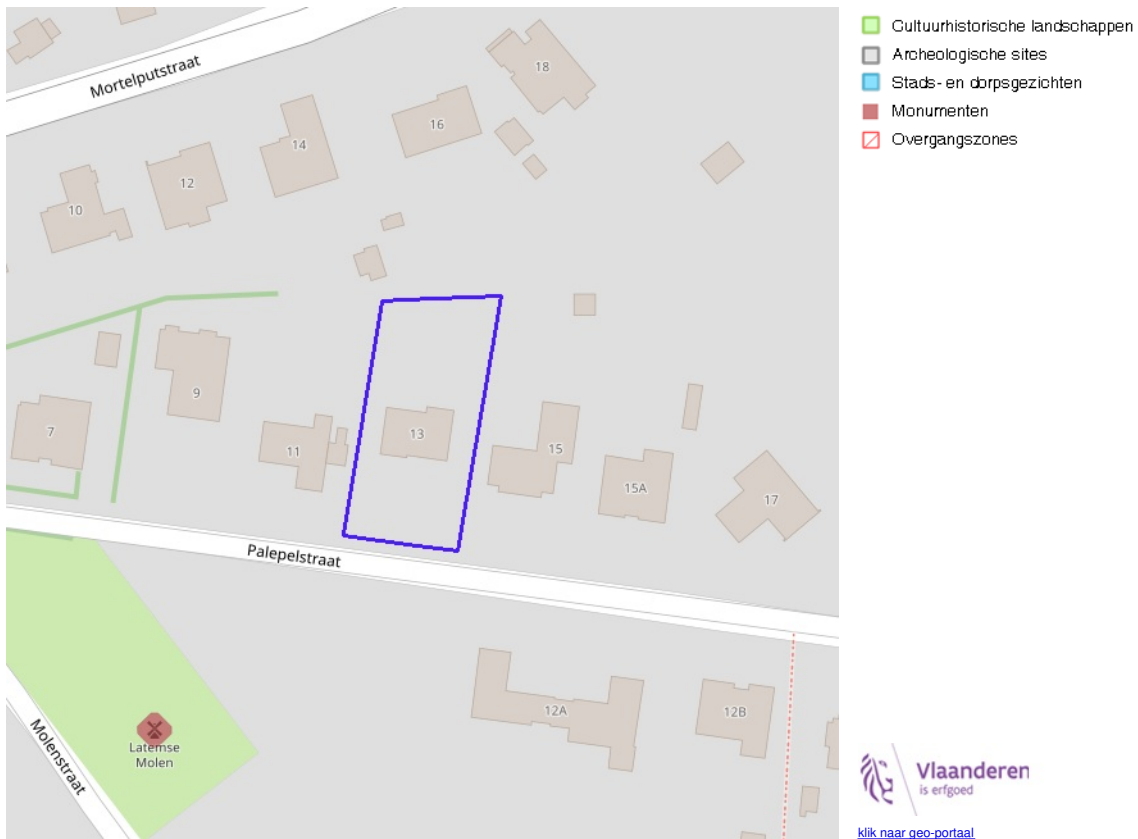 Mortelputstraat
18
16
14
12
10
9
7
11
13
15
15A
17
Palepelstraat
12A
12B
Latemse
Molen
Molenstraat
Cultuurhistorische landschappen
Archeologische sites
Stads- en dorpsgezichten
Monumenten
Overgangszones
Vlaanderen
is erfgoed
klik naar geo-portaal